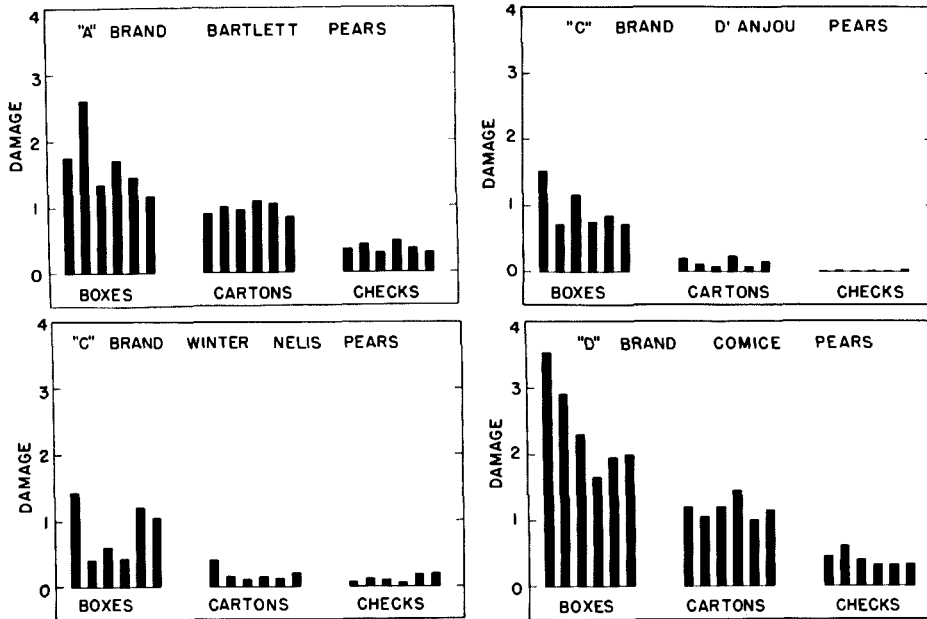 "A" BRAND BARTLETT PEARS
4
3
2
1
0
DAMAGE
BOXES CARTONS CHECKS
"C" BRAND D'ANJOU PEARS
4
3
2
1
0
DAMAGE
BOXES CARTONS CHECKS
"C" BRAND WINTER NELIS PEARS
4
3
2
1
0
DAMAGE
BOXES CARTONS CHECKS
"D" BRAND COMICE PEARS
4
3
2
1
0
DAMAGE
BOXES CARTONS CHECKS